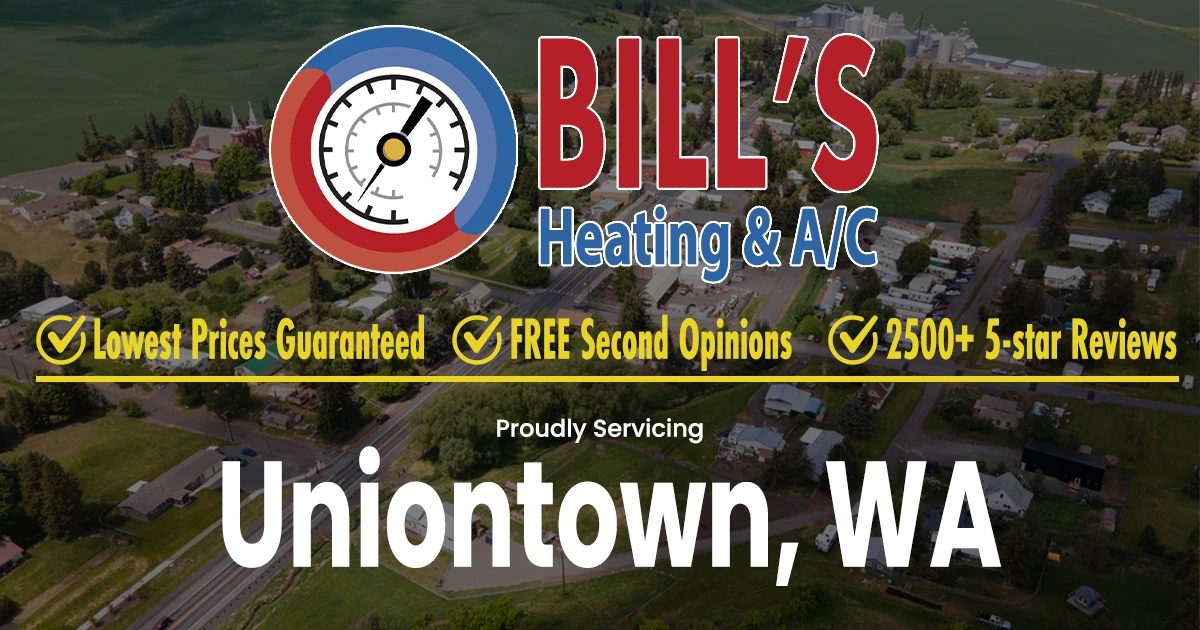 BILL'S
Heating & A/C
Lowest Prices Guaranteed FREE Second Opinions 2500+ 5-star Reviews
Proudly Servicing
Uniontown, WA